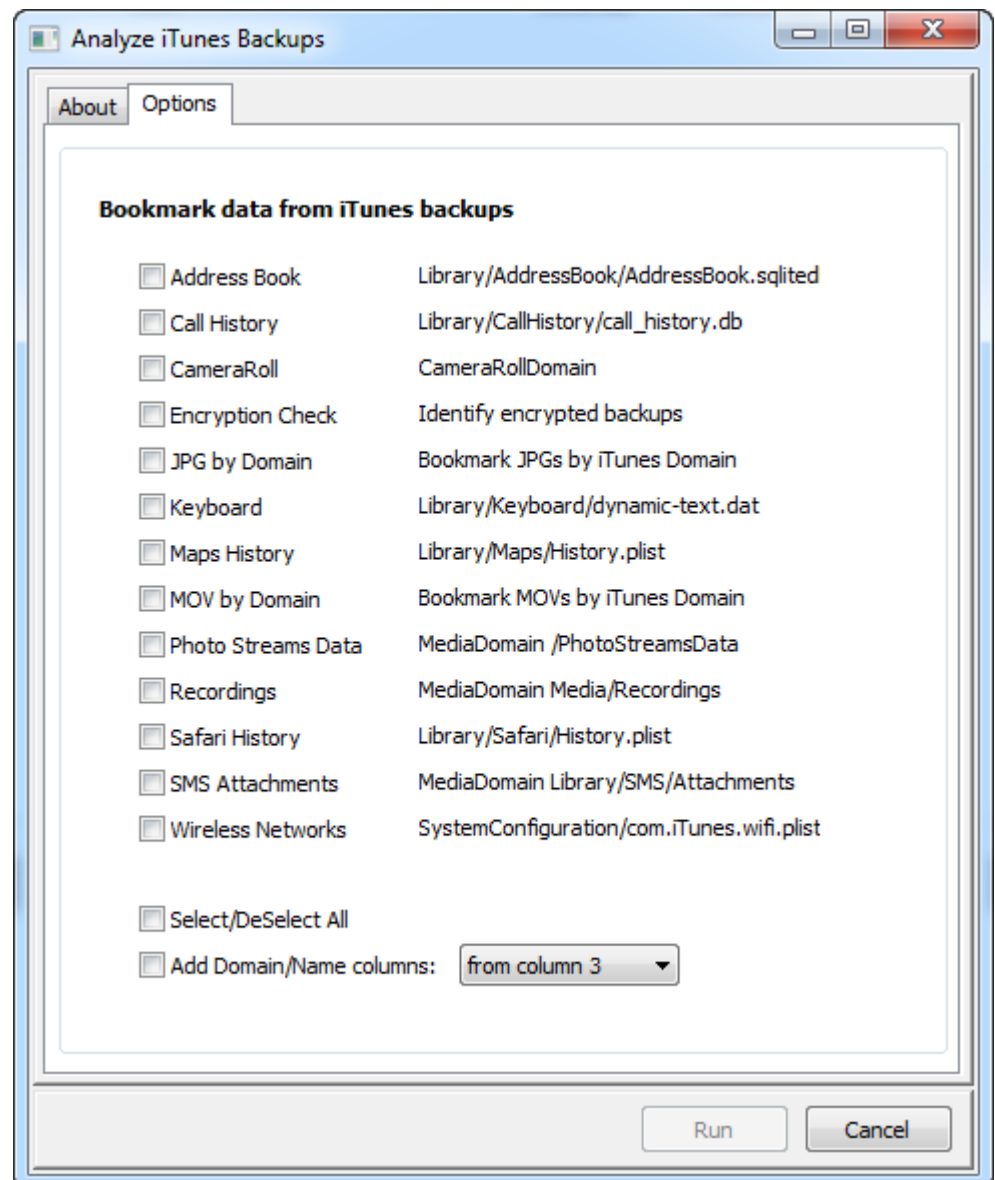 Analyze iTunes Backups
About Options
Bookmark data from iTunes backups
Address Book Library/AddressBook/AddressBook.sqlited
Call History Library/CallHistory/call_history.db
CameraRoll CameraRollDomain
Encryption Check Identify encrypted backups
JPG by Domain Bookmark JPGs by iTunes Domain
Keyboard Library/Keyboard/dynamic-text.dat
Maps History Library/Maps/History.plist
MOV by Domain Bookmark MOVs by iTunes Domain
Photo Streams Data MediaDomain /PhotoStreamsData
Recordings MediaDomain Media/Recordings
Safari History Library/Safari/History.plist
SMS Attachments MediaDomain Library/SMS/Attachments
Wireless Networks SystemConfiguration/com.iTunes.wifi.plist
Select/DeSelect All
Add Domain/Name columns: from column 3
Run Cancel